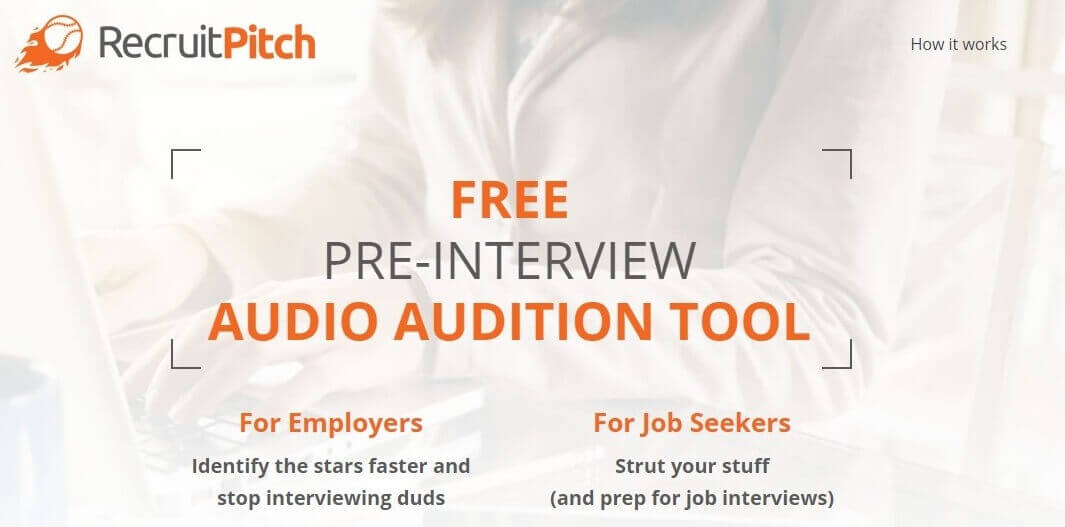 RecruitPitch
How it works
FREE
PRE-INTERVIEW
AUDIO AUDITION TOOL
For Employers
Identify the stars faster and
stop interviewing duds
For Job Seekers
Strut your stuff
(and prep for job interviews)